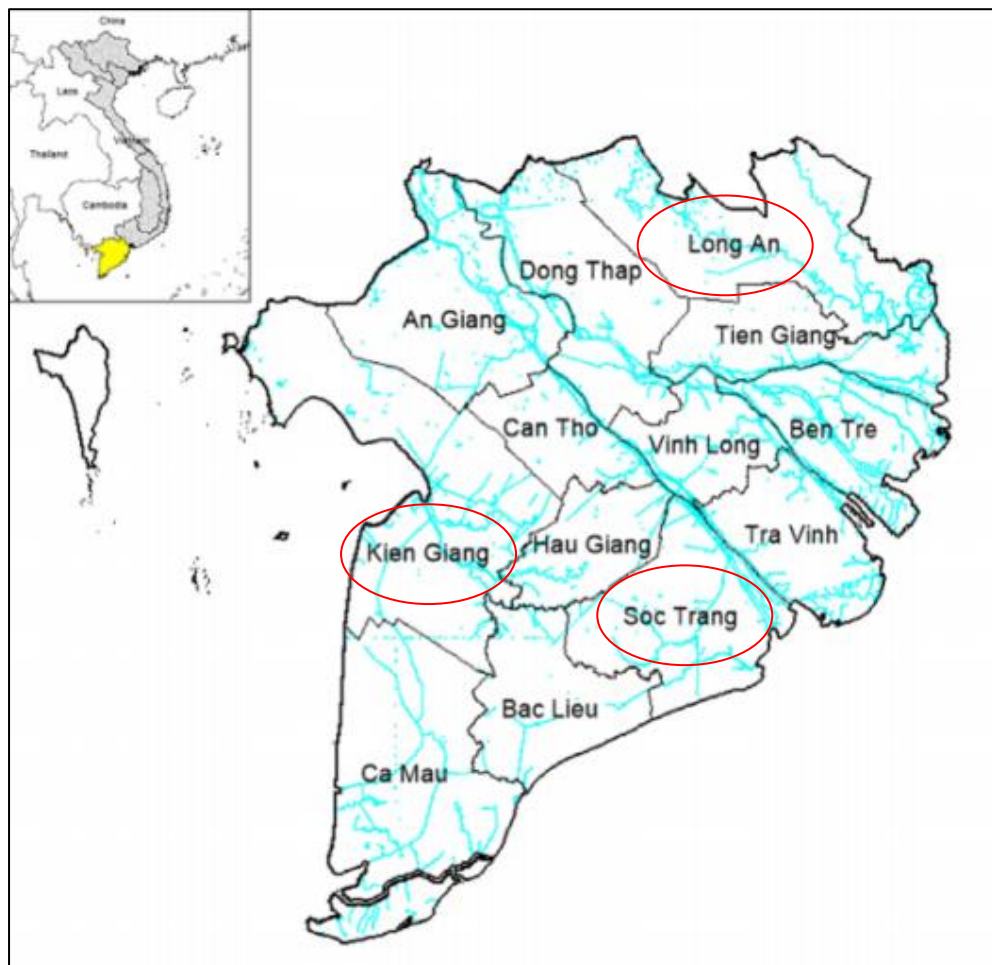 China
Laos
Vietnam
Thailand
Cambodia
Long An
Dong Thap
An Giang
Tien Giang
Can Tho
Vinh Long
Ben Tre
Tra Vinh
Kien Giang
Hau Giang
Soc Trang
Bac Lieu
Ca Mau